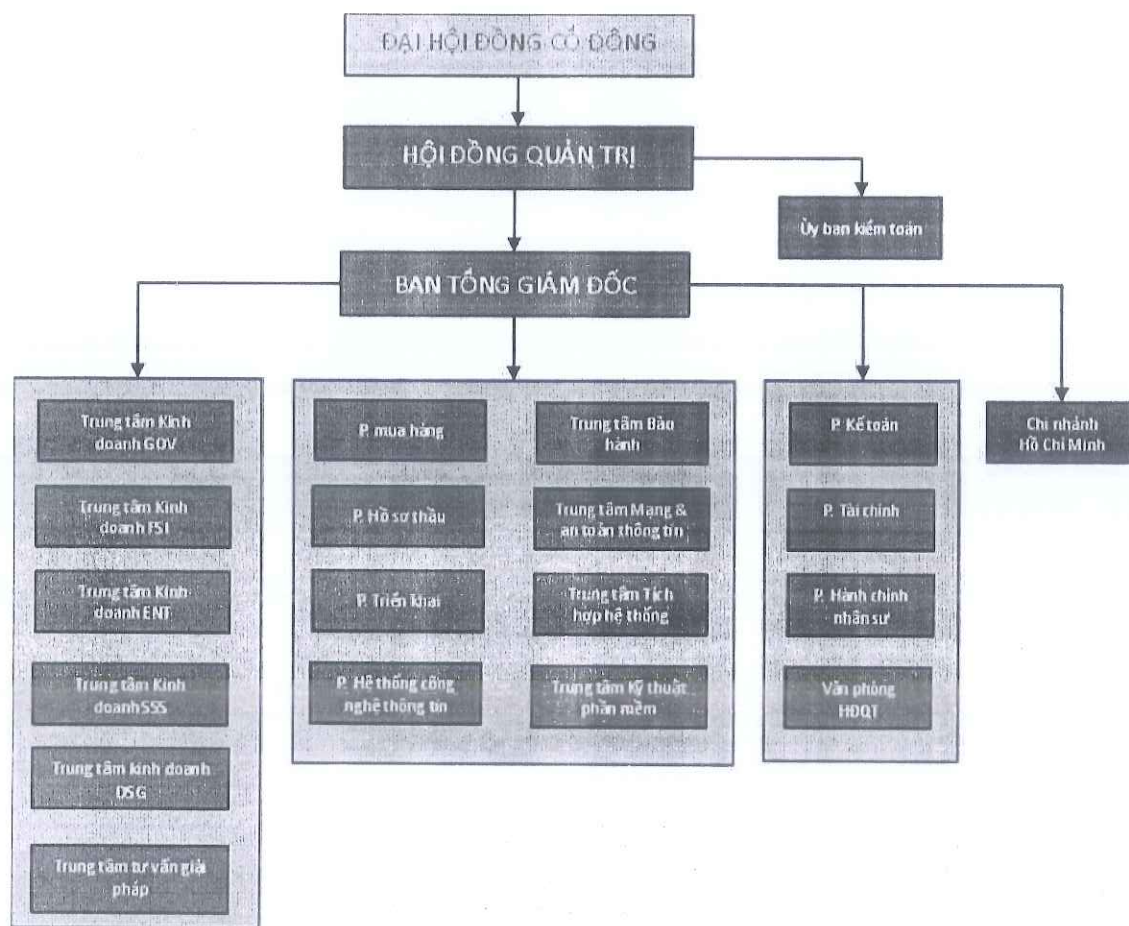 ĐẠI HỘI ĐỒNG CỔ ĐÔNG
HỘI ĐỒNG QUẢN TRỊ
Ủy ban kiểm toán
BAN TỔNG GIÁM ĐỐC
Trung tâm Kinh
doanh GOV
Trung tâm Kinh
doanh FSI
Trung tâm Kinh
doanh ENT
Trung tâm Kinh
doanh SSS
Trung tâm kinh doanh
DSG
Trung tâm tư vấn giải
pháp
P. mua hàng
P. Hồ sơ thầu
P. Triển khai
P. Hệ thống công
nghệ thông tin
Trung tâm Bảo
hành
Trung tâm Mạng &
an toàn thông tin
Trung tâm Tích
hợp hệ thống
Trung tâm Kỹ thuật
phần mềm
P. Kế toán
P. Tài chính
P. Hành chính
nhân sự
Văn phòng
HĐQT
Chi nhánh
Hồ Chí Minh